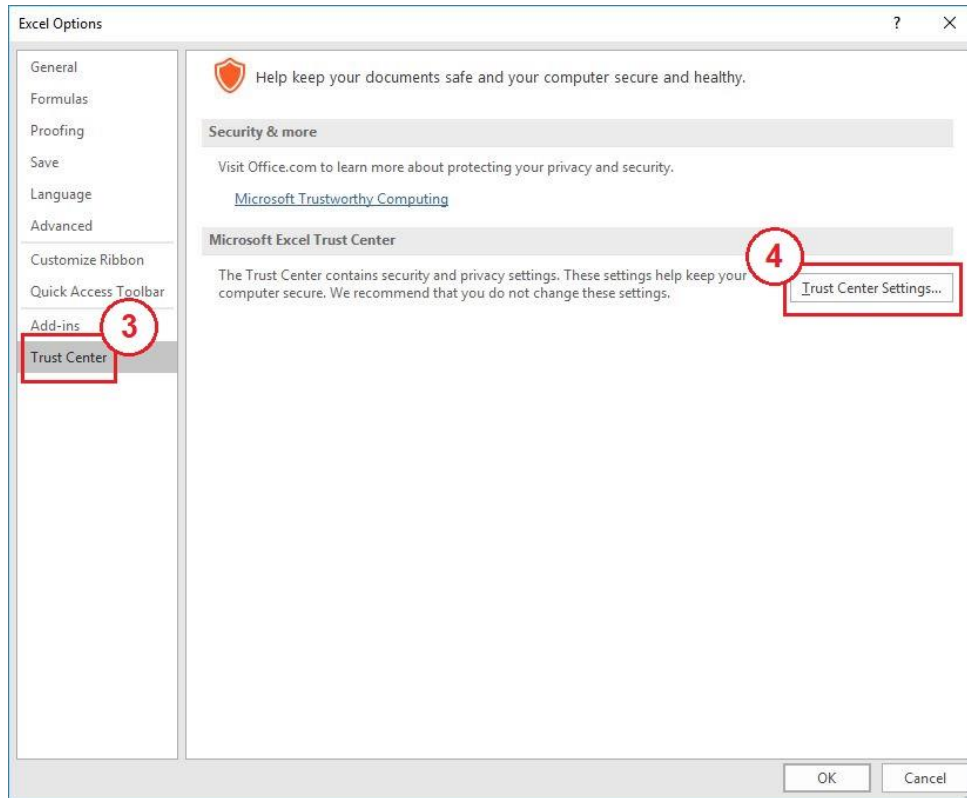 Excel Options
?
General
Formulas
Proofing
Save
Language
Advanced
Customize Ribbon
Quick Access Toolbar
Add-ins
3
Trust Center
Help keep your documents safe and your computer secure and healthy.
Security & more
Visit Office.com to learn more about protecting your privacy and security.
Microsoft Trustworthy Computing
Microsoft Excel Trust Center
The Trust Center contains security and privacy settings. These settings help keep your
computer secure. We recommend that you do not change these settings.
4
Trust Center Settings...
OK
Cancel